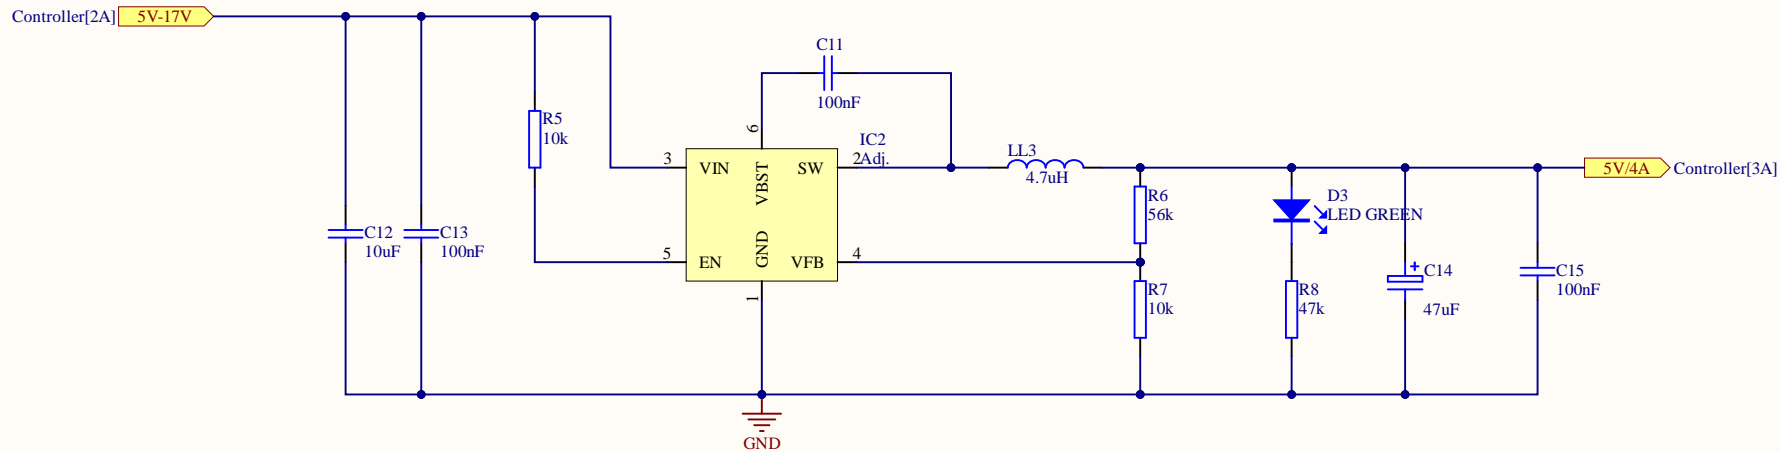 Controller[2A] 5V-17V
C11
100nF
R5
10k
6
IC2
3 VIN VBST SW 2 Adj.
LL3
4.7uH
5V/4A Controller[3A]
R6
56k
D3
LED GREEN
C12
10uF
C13
100nF
5 EN GND VFB 4
1
R7
10k
R8
47k
+
C14
47uF
C15
100nF
GND